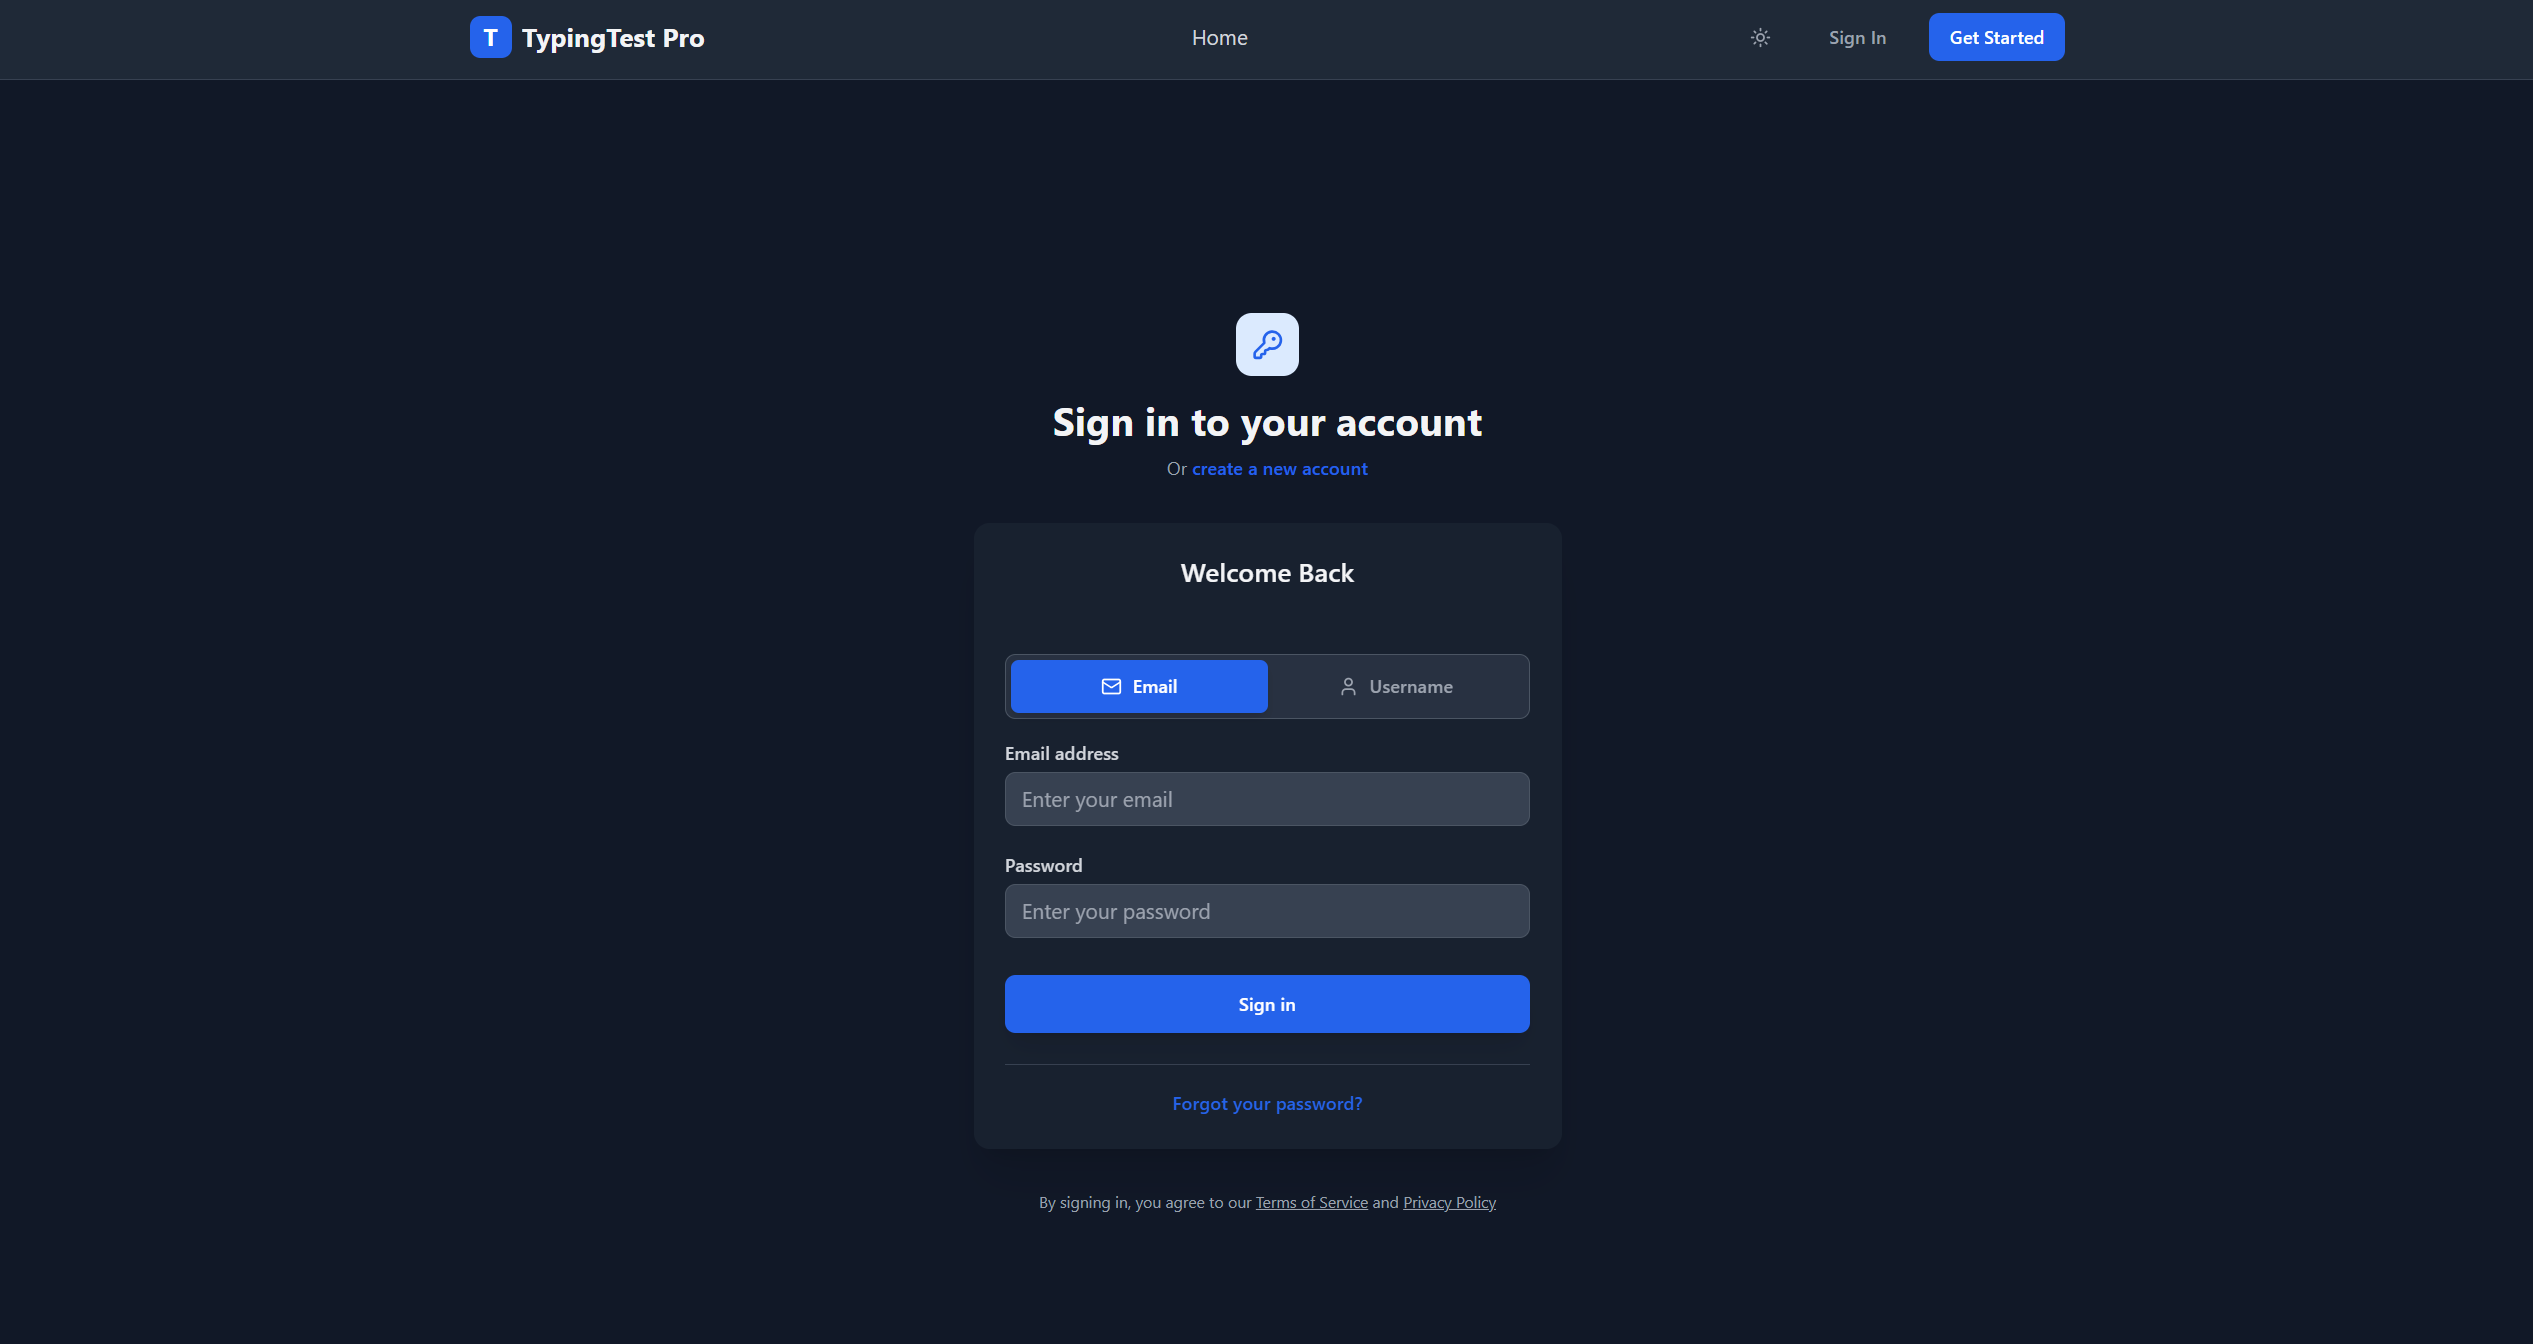 T TypingTest Pro Home Sign In Get Started
Sign in to your account
Or create a new account
Welcome Back
Email Username
Email address
Enter your email
Password
Enter your password
Sign in
Forgot your password?
By signing in, you agree to our Terms of Service and Privacy Policy